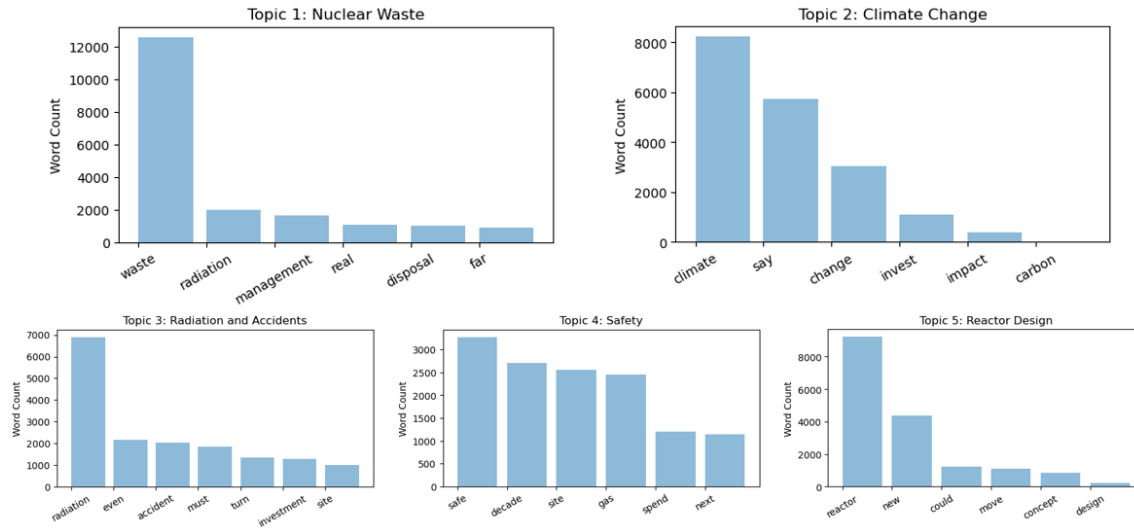 Topic 1: Nuclear Waste
Word Count
12000
10000
8000
6000
4000
2000
0
waste
radiation
management
real
disposal
far
Topic 2: Climate Change
Word Count
8000
6000
4000
2000
0
climate
say
change
invest
impact
carbon
Topic 3: Radiation and Accidents
Word Count
7000
6000
5000
4000
3000
2000
1000
0
radiation
even
accident
must
turn
investment
site
Topic 4: Safety
Word Count
3000
2500
2000
1500
1000
500
0
safe
decade
site
gas
spend
next
Topic 5: Reactor Design
Word Count
8000
6000
4000
2000
0
reactor
new
could
move
concept
design